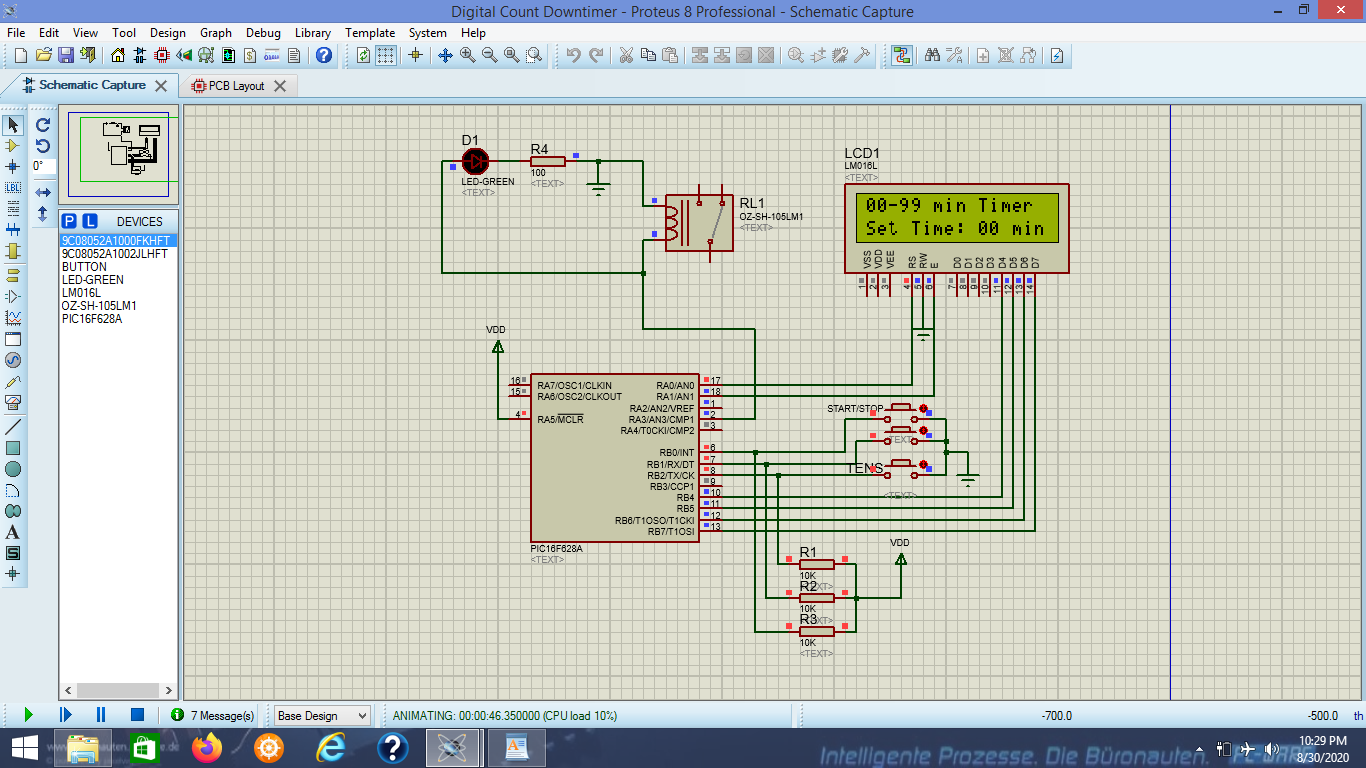 Digital Count Downtimer - Proteus 8 Professional - Schematic Capture
File Edit View Tool Design Graph Debug Library Template System Help
Schematic Capture
PCB Layout
0°
LBL
P L DEVICES
9C08052A1000FKHFT
9C08052A1002JLHFT
BUTTON
LED-GREEN
LM016L
OZ-SH-105LM1
PIC16F628A
D1
LED-GREEN
<TEXT>
R4
100
<TEXT>
RL1
OZ-SH-105LM1
<TEXT>
LCD1
LM016L
<TEXT>
00-99 min Timer
Set Time: 00 min
VSS VDD VEE RS RW E D0 D1 D2 D3 D4 D5 D6 D7
1 2 3 4 5 6 7 8 9 10 11 12 13 14
VDD
16 RA7/OSC1/CLKIN RA0/AN0 17
15 RA6/OSC2/CLKOUT RA1/AN1 18
RA2/AN2/VREF 1
4 RA5/MCLR RA3/AN3/CMP1 2
RA4/T0CKI/CMP2 3
RB0/INT 6
RB1/RX/DT 7
RB2/TX/CK 8
RB3/CCP1 9
RB4 10
RB5 11
RB6/T1OSO/T1CKI 12
RB7/T1OSI 13
PIC16F628A
<TEXT>
START/STOP
TEXT
TENS
<TEXT>
VDD
R1
10K
R2
10K
R3
10K
<TEXT>
7 Message(s)
Base Design
ANIMATING: 00:00:46.350000 (CPU load 10%)
-700.0
-500.0 th
Intelligente Prozesse. Die Büronauten.
10:29 PM
8/30/2020